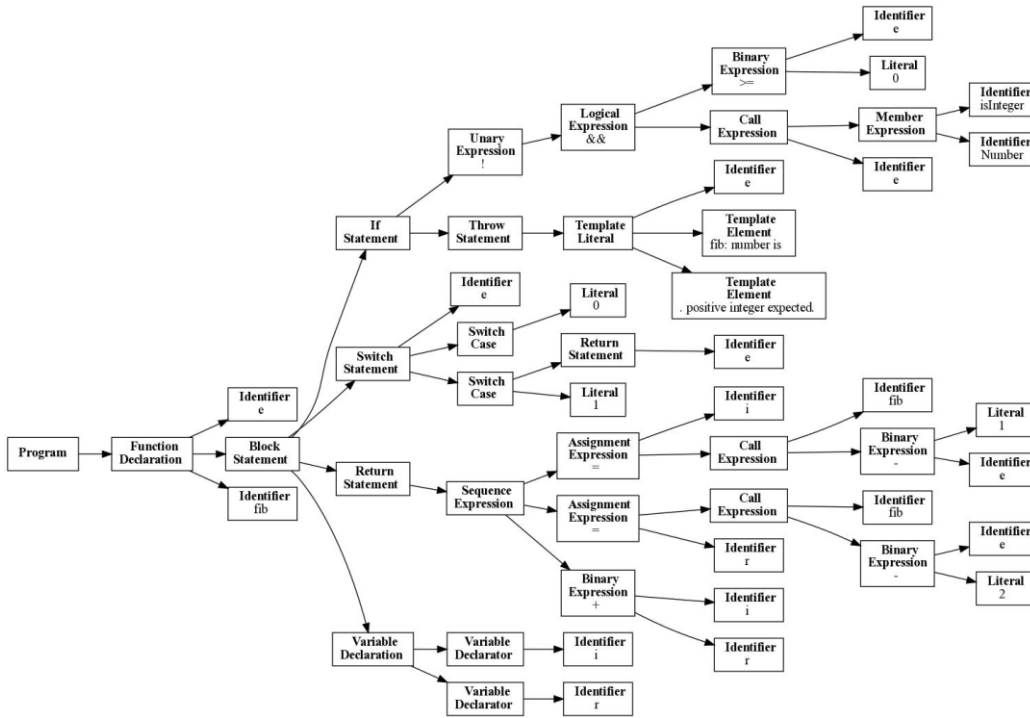 Identifier
e
Binary
Expression
>=
Literal
0
Identifier
isInteger
Logical
Expression
&&
Call
Expression
Member
Expression
Unary
Expression
!
Identifier
Number
Identifier
e
Identifier
e
If
Statement
Throw
Statement
Template
Literal
Template
Element
fib: number is
Template
Element
. positive integer expected.
Identifier
e
Literal
0
Switch
Case
Switch
Statement
Return
Statement
Identifier
e
Switch
Case
Literal
1
Identifier
e
Identifier
i
Identifier
fib
Literal
1
Program
Function
Declaration
Block
Statement
Assignment
Expression
=
Call
Expression
Binary
Expression
-
Identifier
e
Return
Statement
Sequence
Expression
Identifier
fib
Assignment
Expression
=
Call
Expression
Identifier
fib
Identifier
e
Identifier
r
Binary
Expression
-
Literal
2
Binary
Expression
+
Identifier
i
Variable
Declaration
Variable
Declarator
Identifier
i
Identifier
r
Variable
Declarator
Identifier
r